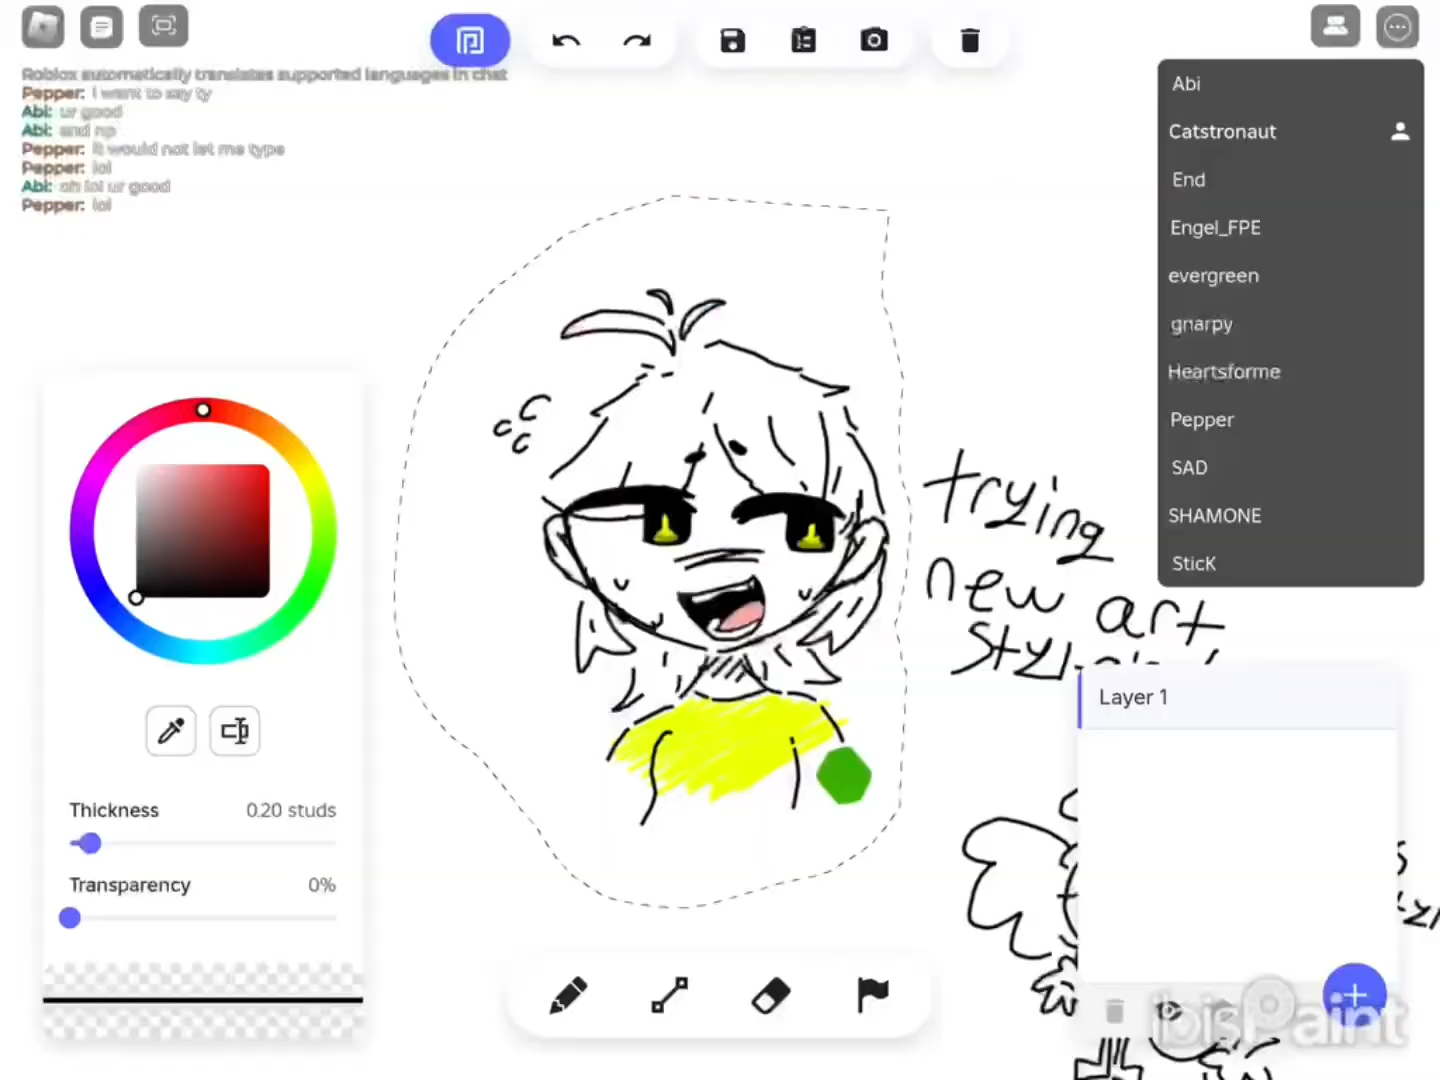 Roblox automatically translates supported languages in chat
Pepper: i want to say ty
Abi: ur good
Abi: and np
Pepper: it would not let me type
Pepper: lol
Abi: oh lol ur good
Pepper: lol
Abi
Catstronaut
End
Engel_FPE
evergreen
gnarpy
Heartsforme
Pepper
SAD
SHAMONE
SticK
trying
new art
Layer 1
Thickness 0.20 studs
Transparency 0%
ibisPaint